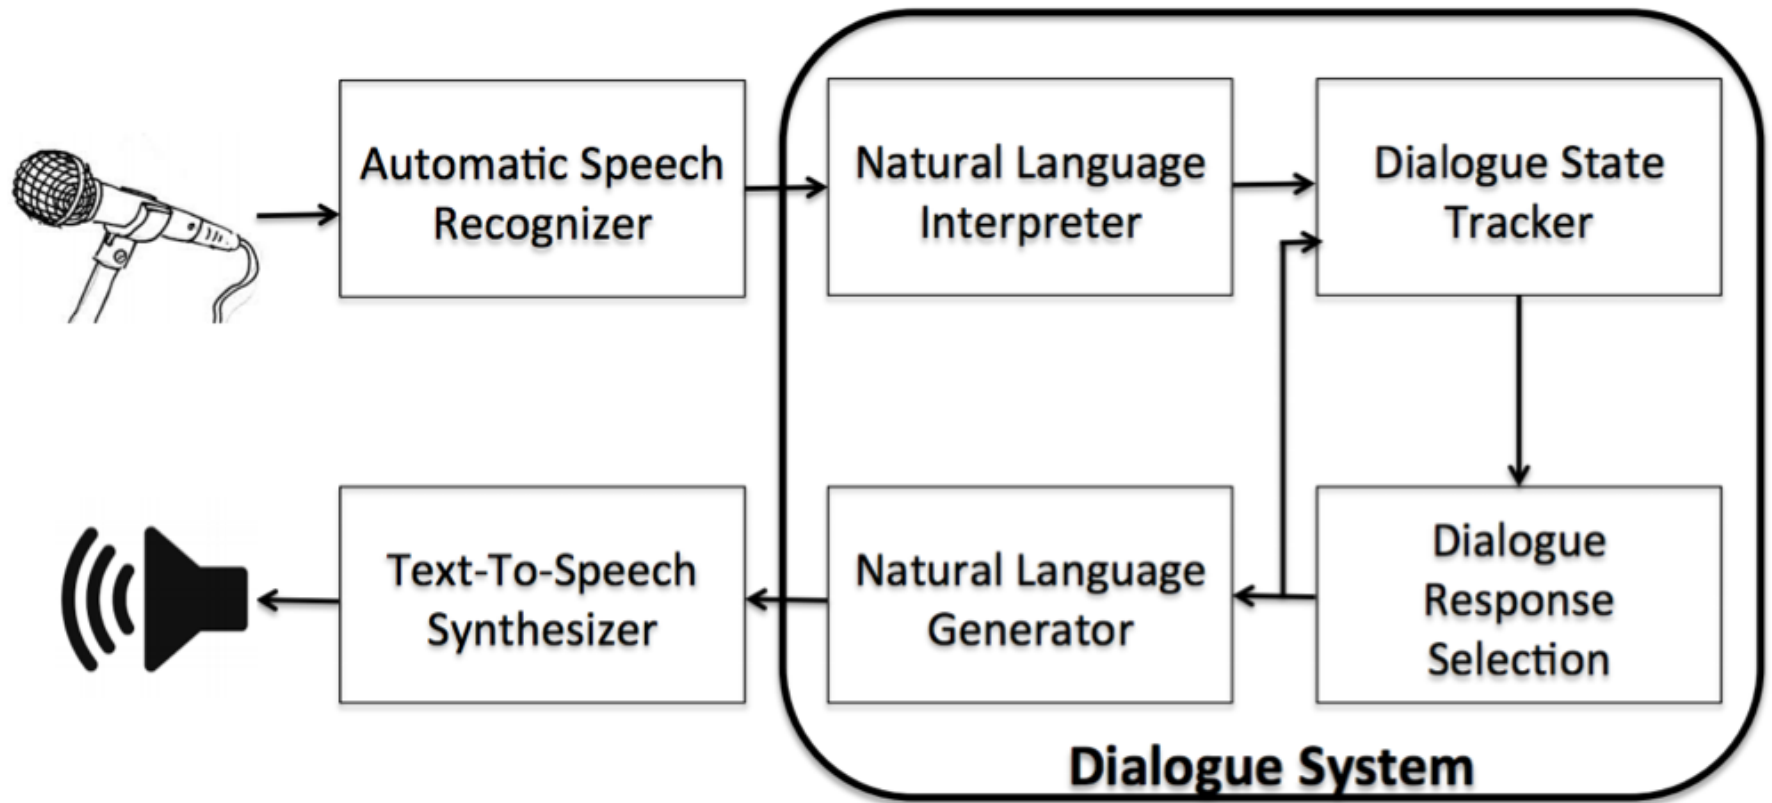 Automatic Speech
Recognizer
Natural Language
Interpreter
Dialogue State
Tracker
Text-To-Speech
Synthesizer
Natural Language
Generator
Dialogue
Response
Selection
Dialogue System